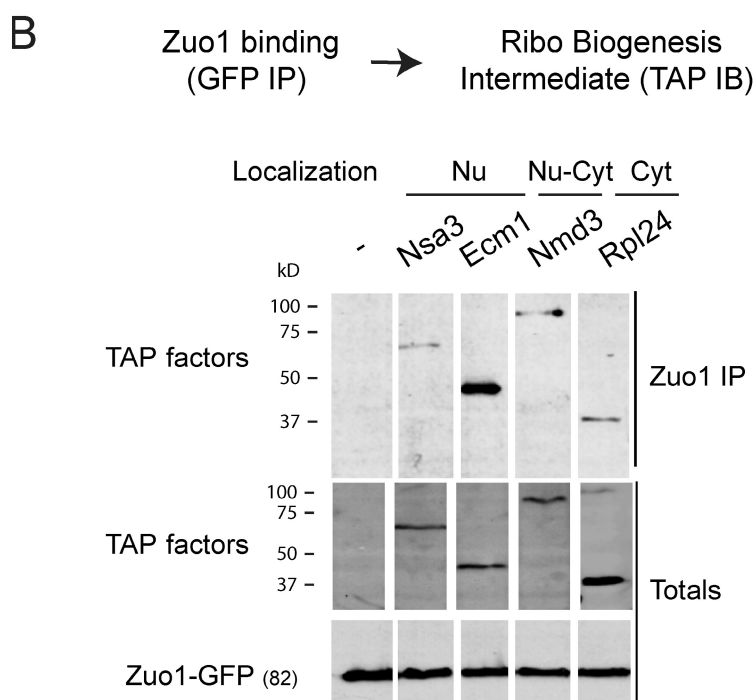 B
Zuo1 binding
(GFP IP)
Ribo Biogenesis
Intermediate (TAP IB)
Localization
Nu
Nu-Cyt
Cyt
-
Nsa3
Ecm1
Nmd3
Rpl24
kD
100
75
50
37
TAP factors
Zuo1 IP
100
75
50
37
TAP factors
Totals
Zuo1-GFP (82)